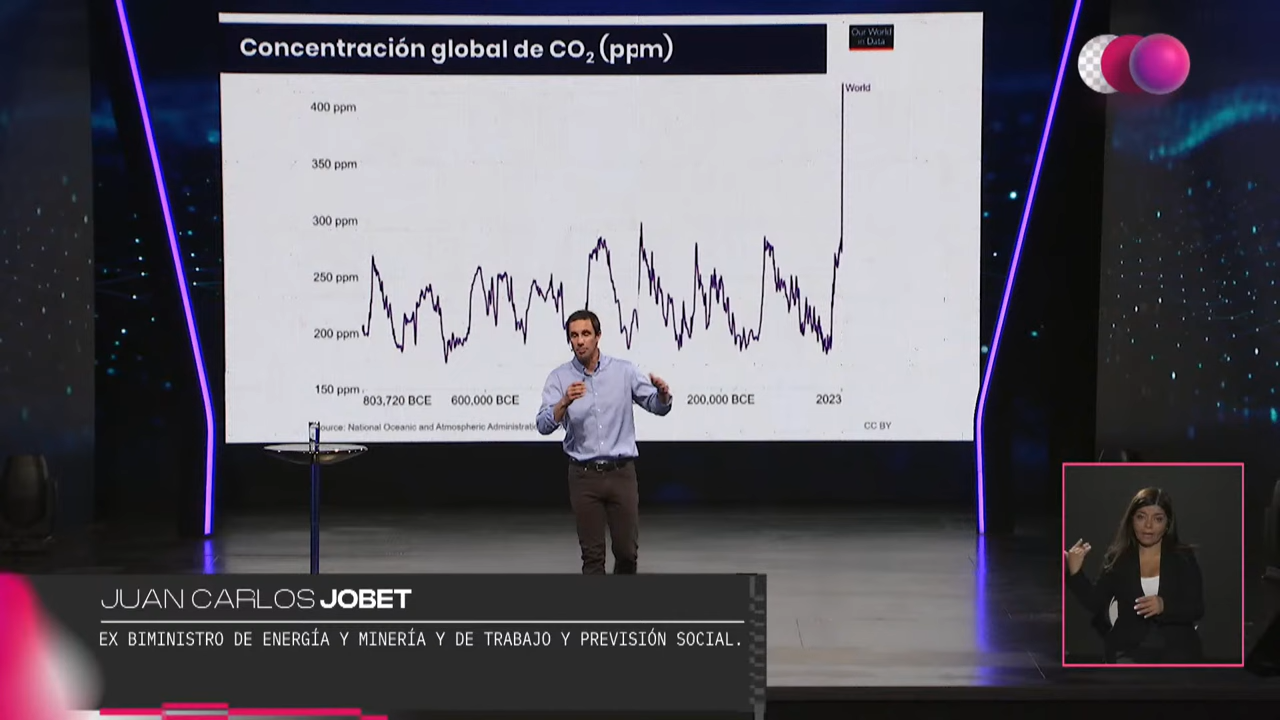 Concentración global de CO₂ (ppm)
Our World
in Data
World
400 ppm
350 ppm
300 ppm
250 ppm
200 ppm
150 ppm
803,720 BCE
600,000 BCE
200,000 BCE
2023
Source: National Oceanic and Atmospheric Administrati
CC BY
JUAN CARLOS JOBET
EX BIMINISTRO DE ENERGÍA Y MINERÍA Y DE TRABAJO Y PREVISIÓN SOCIAL.